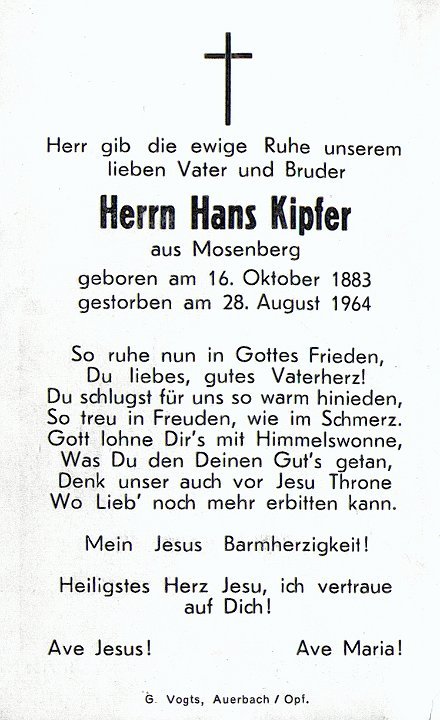 Herr gib die ewige Ruhe unserem
lieben Vater und Bruder
Herrn Hans Kipfer
aus Mosenberg
geboren am 16. Oktober 1883
gestorben am 28. August 1964
So ruhe nun in Gottes Frieden,
Du liebes, gutes Vaterherz!
Du schlugst für uns so warm hinieden,
So treu in Freuden, wie im Schmerz.
Gott lohne Dir's mit Himmelswonne,
Was Du den Deinen Gut's getan,
Denk unser auch vor Jesu Throne
Wo Lieb' noch mehr erbitten kann.
Mein Jesus Barmherzigkeit!
Heiligstes Herz Jesu, ich vertraue
auf Dich!
Ave Jesus! Ave Maria!
G. Vogts, Auerbach / Opf.